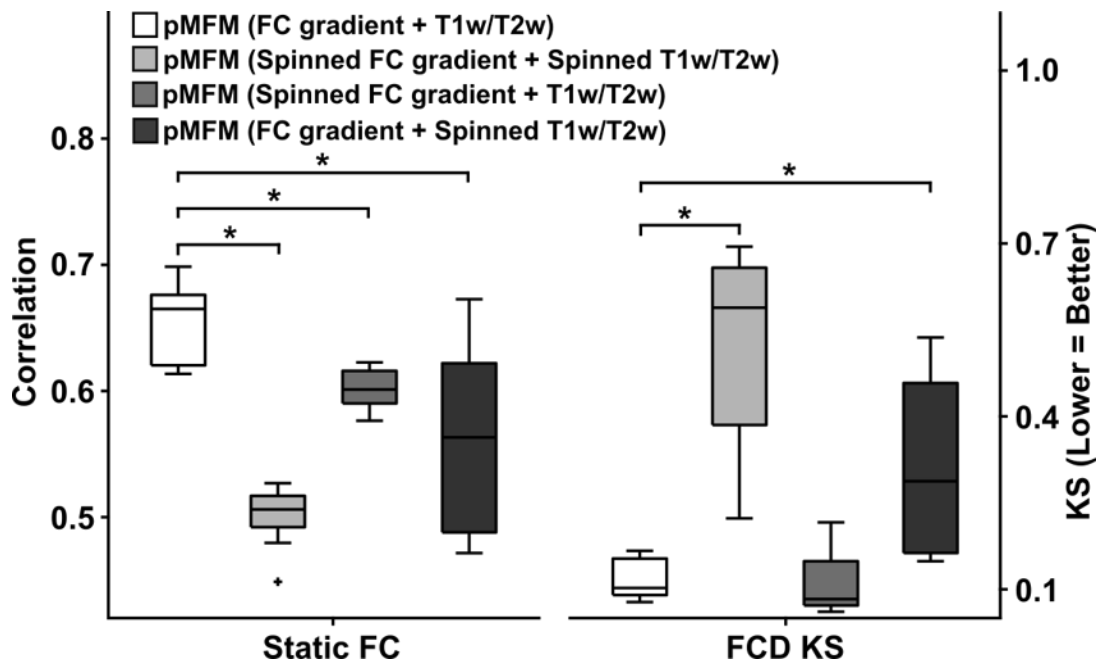 pMFM (FC gradient + T1w/T2w)
pMFM (Spinned FC gradient + Spinned T1w/T2w)
pMFM (Spinned FC gradient + T1w/T2w)
pMFM (FC gradient + Spinned T1w/T2w)
Correlation
0.8
0.7
0.6
0.5
*
*
*
*
*
1.0
0.7
0.4
0.1
KS (Lower = Better)
Static FC
FCD KS